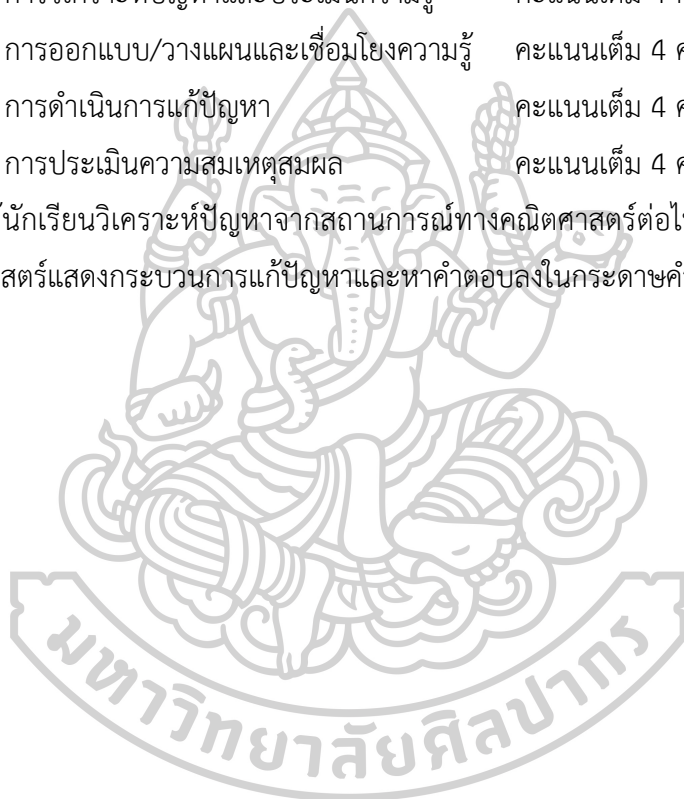 การออกแบบ/วางแผนและเชื่อมโยงความรู้ คะแนนเต็ม 4
การดำเนินการแก้ปัญหา คะแนนเต็ม 4
การประเมินความสมเหตุสมผล คะแนนเต็ม 4
นักเรียนวิเคราะห์ปัญหาจากสถานการณ์ทางคณิตศาสตร์ต่อไ
สตร์แสดงกระบวนการแก้ปัญหาและหาคำตอบลงในกระดาษค
มหาวิทยาลัยศิลปากร